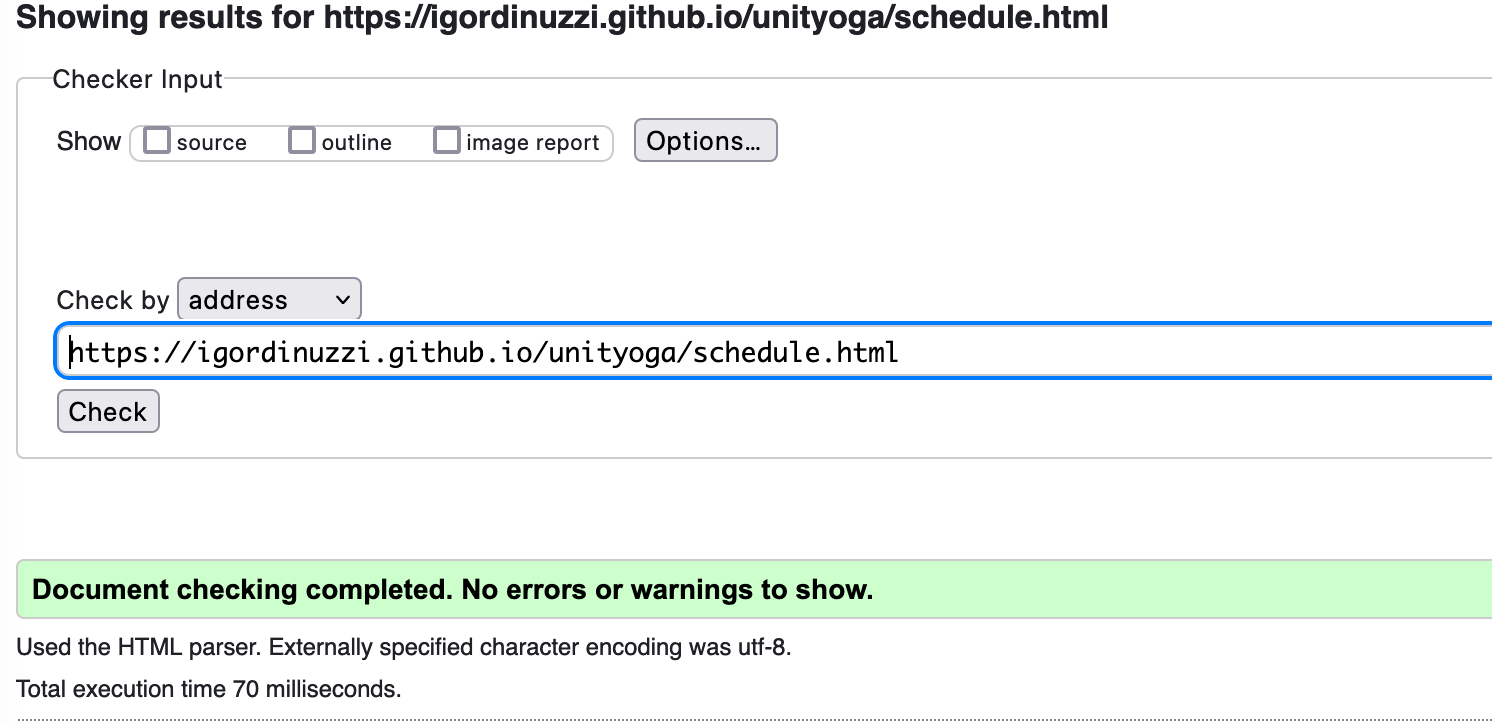 Showing results for https://igordinuzzi.github.io/unityoga/schedule.html
Checker Input
Show source outline image report Options...
Check by address
https://igordinuzzi.github.io/unityoga/schedule.html
Check
Document checking completed. No errors or warnings to show.
Used the HTML parser. Externally specified character encoding was utf-8.
Total execution time 70 milliseconds.